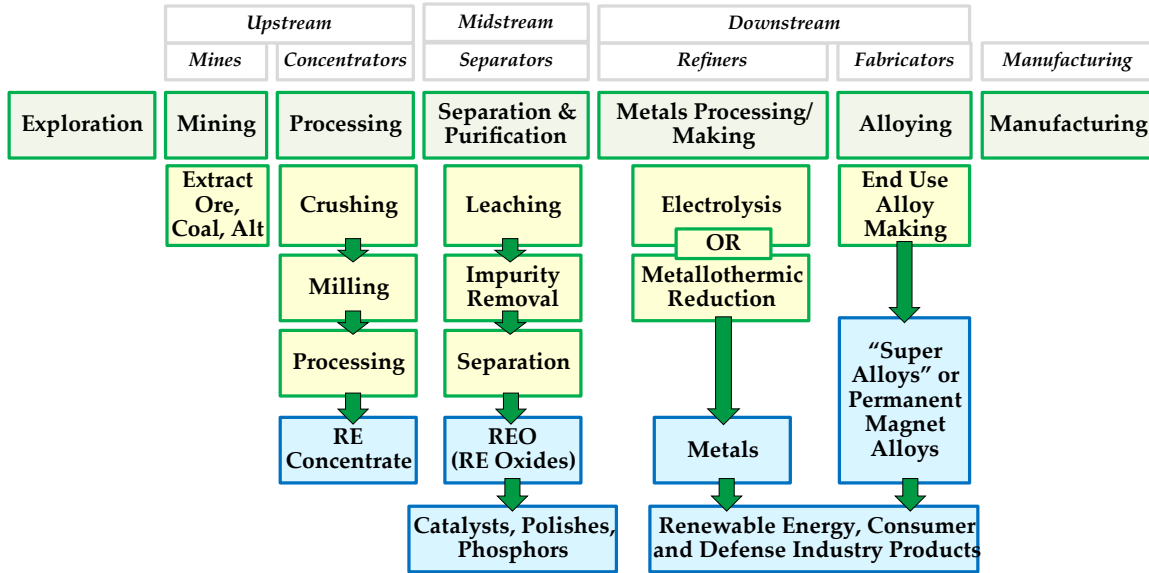 Upstream
Midstream
Downstream
Mines
Concentrators
Separators
Refiners
Fabricators
Manufacturing
Exploration
Mining
Processing
Separation &
Purification
Metals Processing/
Making
Alloying
Manufacturing
Extract
Ore,
Coal, Alt
Crushing
Milling
Processing
RE
Concentrate
Leaching
Impurity
Removal
Separation
REO
(RE Oxides)
Catalysts, Polishes,
Phosphors
Electrolysis
OR
Metallothermic
Reduction
Metals
End Use
Alloy
Making
“Super
Alloys” or
Permanent
Magnet
Alloys
Renewable Energy, Consumer
and Defense Industry Products